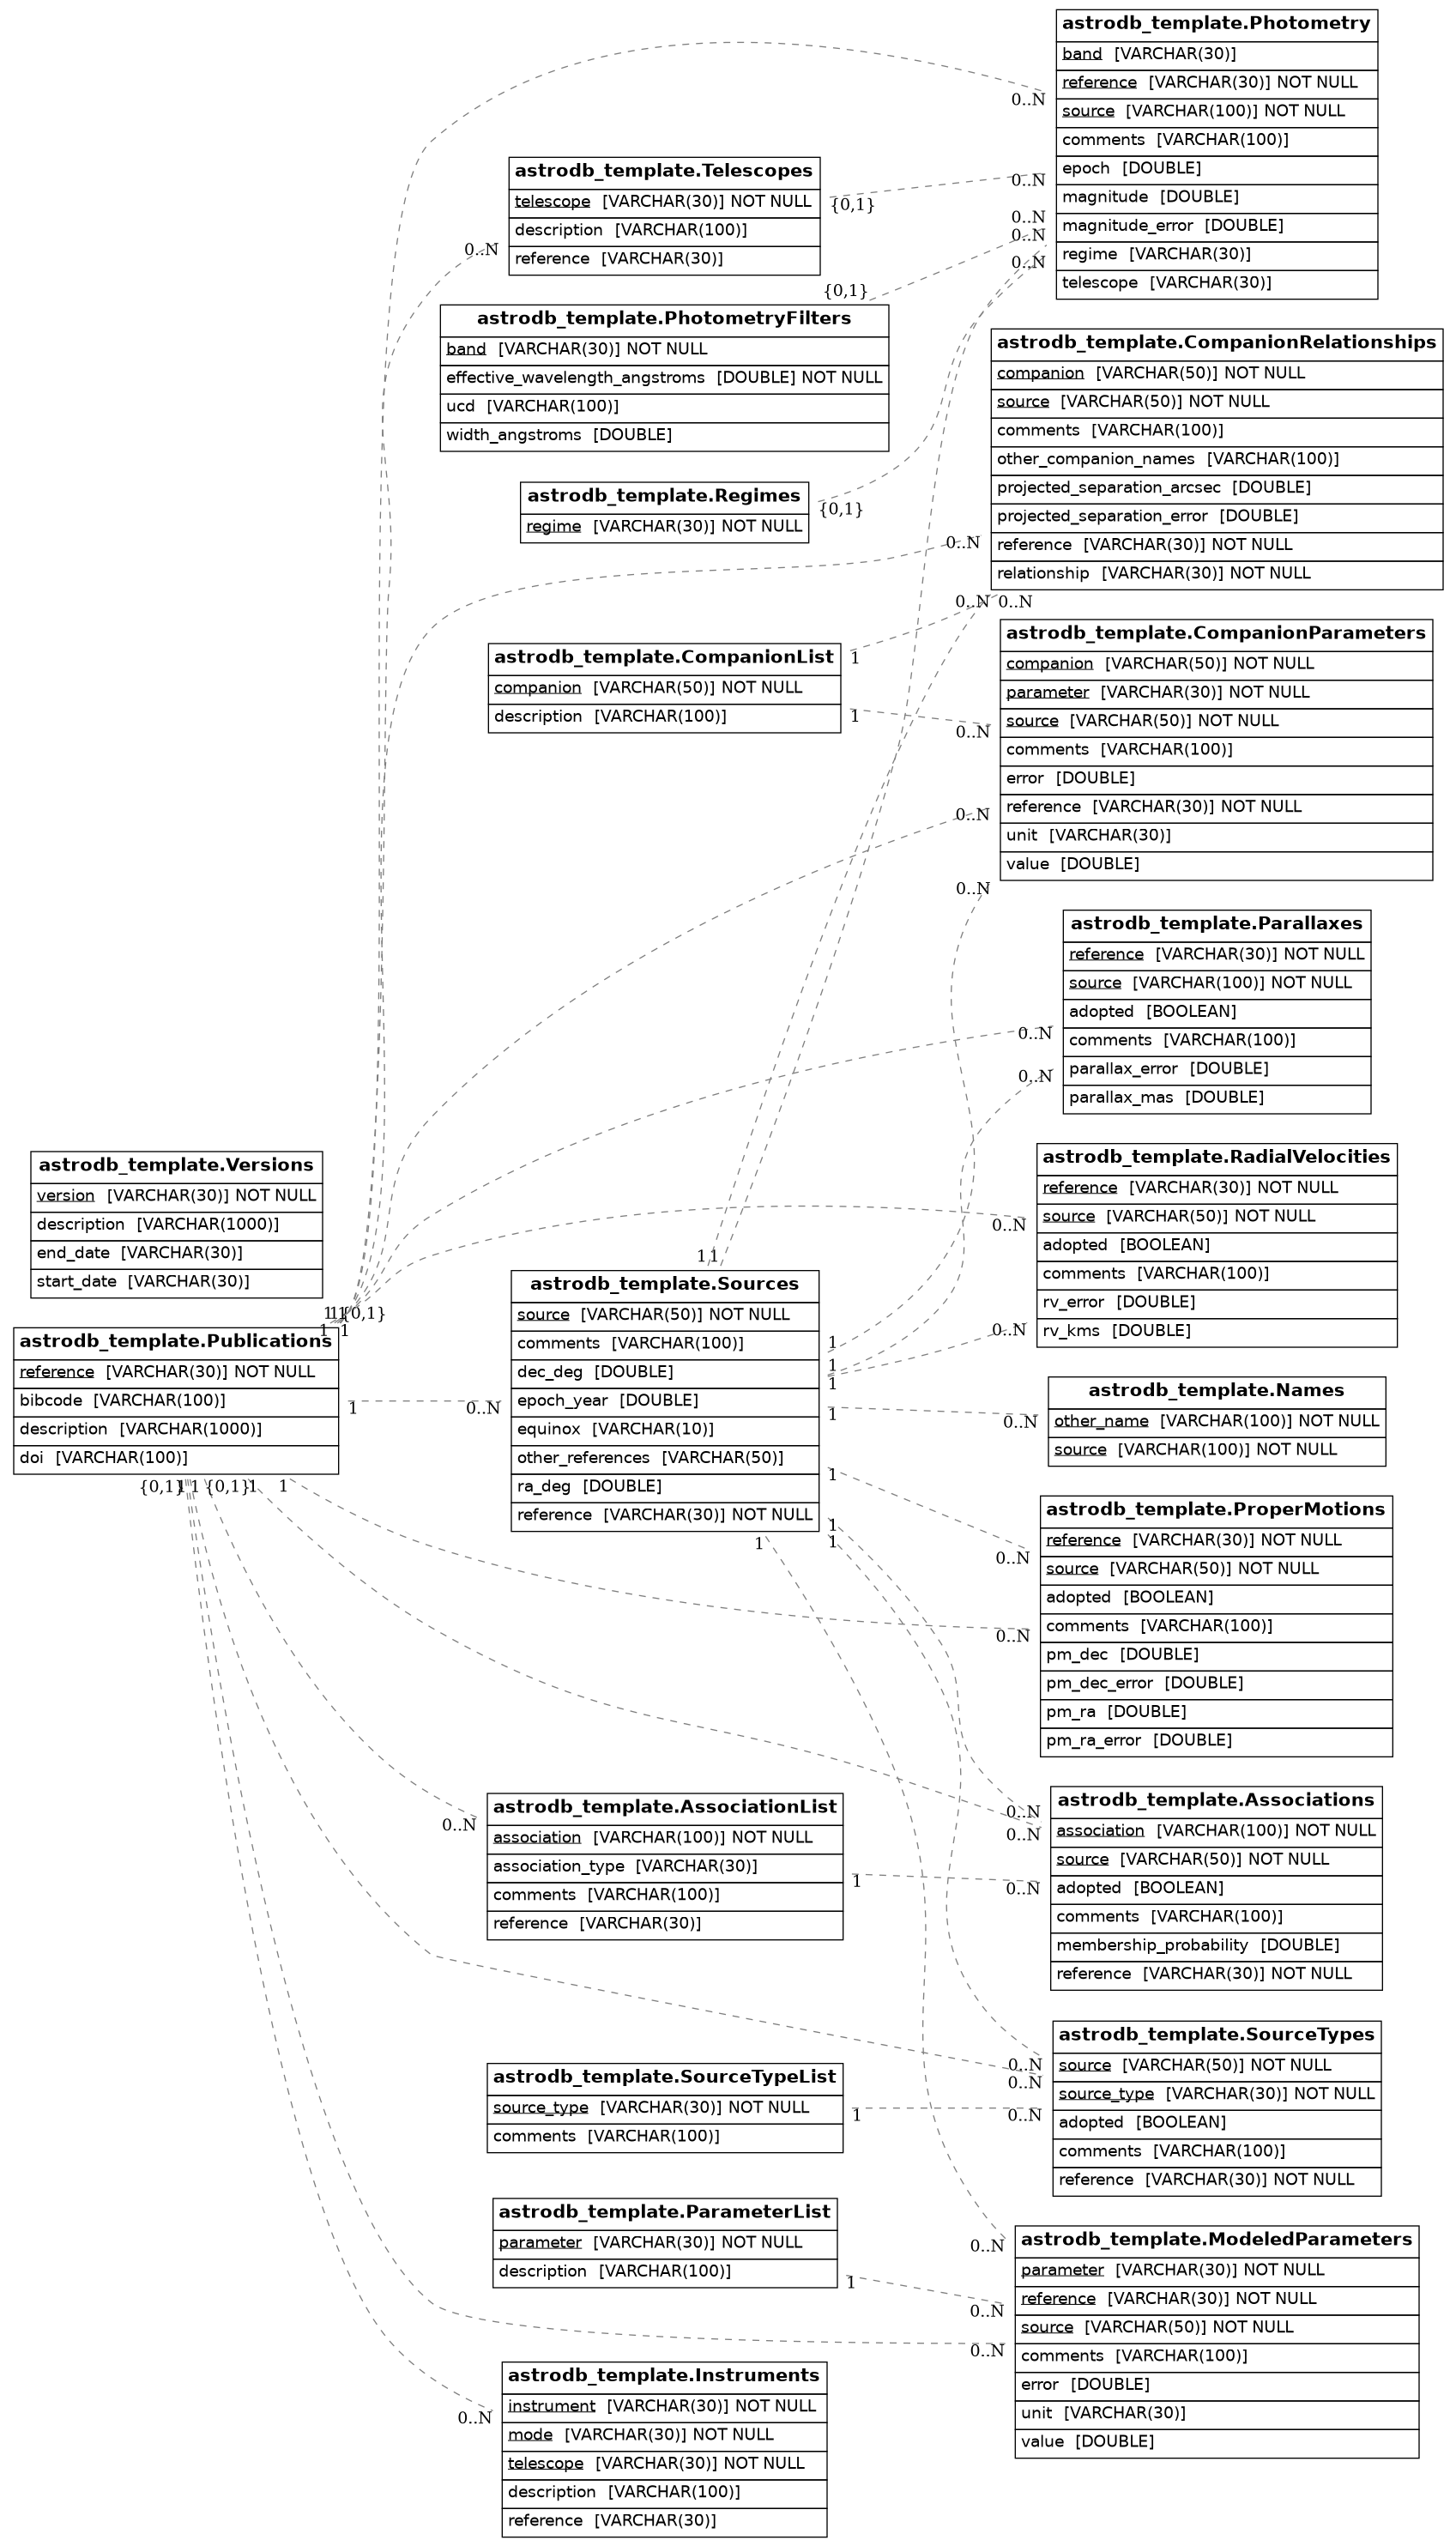 astrodb_template.Photometry
band [VARCHAR(30)]
reference [VARCHAR(30)] NOT NULL
source [VARCHAR(100)] NOT NULL
comments [VARCHAR(100)]
epoch [DOUBLE]
magnitude [DOUBLE]
magnitude_error [DOUBLE]
regime [VARCHAR(30)]
telescope [VARCHAR(30)]
0..N
0..N
0..N
0..N
0..N
astrodb_template.Telescopes
telescope [VARCHAR(30)] NOT NULL
description [VARCHAR(100)]
reference [VARCHAR(30)]
0..N
{0,1}
astrodb_template.PhotometryFilters
band [VARCHAR(30)] NOT NULL
effective_wavelength_angstroms [DOUBLE] NOT NULL
ucd [VARCHAR(100)]
width_angstroms [DOUBLE]
{0,1}
astrodb_template.Regimes
regime [VARCHAR(30)] NOT NULL
{0,1}
astrodb_template.CompanionRelationships
companion [VARCHAR(50)] NOT NULL
source [VARCHAR(50)] NOT NULL
comments [VARCHAR(100)]
other_companion_names [VARCHAR(100)]
projected_separation_arcsec [DOUBLE]
projected_separation_error [DOUBLE]
reference [VARCHAR(30)] NOT NULL
relationship [VARCHAR(30)] NOT NULL
0..N
0..N
0..N
astrodb_template.CompanionList
companion [VARCHAR(50)] NOT NULL
description [VARCHAR(100)]
1
1
astrodb_template.CompanionParameters
companion [VARCHAR(50)] NOT NULL
parameter [VARCHAR(30)] NOT NULL
source [VARCHAR(50)] NOT NULL
comments [VARCHAR(100)]
error [DOUBLE]
reference [VARCHAR(30)] NOT NULL
unit [VARCHAR(30)]
value [DOUBLE]
0..N
0..N
0..N
astrodb_template.Parallaxes
reference [VARCHAR(30)] NOT NULL
source [VARCHAR(100)] NOT NULL
adopted [BOOLEAN]
comments [VARCHAR(100)]
parallax_error [DOUBLE]
parallax_mas [DOUBLE]
0..N
0..N
astrodb_template.Versions
version [VARCHAR(30)] NOT NULL
description [VARCHAR(1000)]
end_date [VARCHAR(30)]
start_date [VARCHAR(30)]
astrodb_template.RadialVelocities
reference [VARCHAR(30)] NOT NULL
source [VARCHAR(50)] NOT NULL
adopted [BOOLEAN]
comments [VARCHAR(100)]
rv_error [DOUBLE]
rv_kms [DOUBLE]
0..N
0..N
astrodb_template.Publications
reference [VARCHAR(30)] NOT NULL
bibcode [VARCHAR(100)]
description [VARCHAR(1000)]
doi [VARCHAR(100)]
{0,1}
1
1
1
{0,1}
1
1
{0,1}
1
1
astrodb_template.Sources
source [VARCHAR(50)] NOT NULL
comments [VARCHAR(100)]
dec_deg [DOUBLE]
epoch_year [DOUBLE]
equinox [VARCHAR(10)]
other_references [VARCHAR(50)]
ra_deg [DOUBLE]
reference [VARCHAR(30)] NOT NULL
0..N
1
1
1
1
1
1
1
1
1
1
astrodb_template.Names
other_name [VARCHAR(100)] NOT NULL
source [VARCHAR(100)] NOT NULL
0..N
astrodb_template.ProperMotions
reference [VARCHAR(30)] NOT NULL
source [VARCHAR(50)] NOT NULL
adopted [BOOLEAN]
comments [VARCHAR(100)]
pm_dec [DOUBLE]
pm_dec_error [DOUBLE]
pm_ra [DOUBLE]
pm_ra_error [DOUBLE]
0..N
0..N
astrodb_template.AssociationList
association [VARCHAR(100)] NOT NULL
association_type [VARCHAR(30)]
comments [VARCHAR(100)]
reference [VARCHAR(30)]
0..N
1
astrodb_template.Associations
association [VARCHAR(100)] NOT NULL
source [VARCHAR(50)] NOT NULL
adopted [BOOLEAN]
comments [VARCHAR(100)]
membership_probability [DOUBLE]
reference [VARCHAR(30)] NOT NULL
0..N
0..N
0..N
astrodb_template.SourceTypeList
source_type [VARCHAR(30)] NOT NULL
comments [VARCHAR(100)]
1
astrodb_template.SourceTypes
source [VARCHAR(50)] NOT NULL
source_type [VARCHAR(30)] NOT NULL
adopted [BOOLEAN]
comments [VARCHAR(100)]
reference [VARCHAR(30)] NOT NULL
0..N
0..N
0..N
astrodb_template.ParameterList
parameter [VARCHAR(30)] NOT NULL
description [VARCHAR(100)]
1
astrodb_template.ModeledParameters
parameter [VARCHAR(30)] NOT NULL
reference [VARCHAR(30)] NOT NULL
source [VARCHAR(50)] NOT NULL
comments [VARCHAR(100)]
error [DOUBLE]
unit [VARCHAR(30)]
value [DOUBLE]
0..N
0..N
0..N
astrodb_template.Instruments
instrument [VARCHAR(30)] NOT NULL
mode [VARCHAR(30)] NOT NULL
telescope [VARCHAR(30)] NOT NULL
description [VARCHAR(100)]
reference [VARCHAR(30)]
0..N